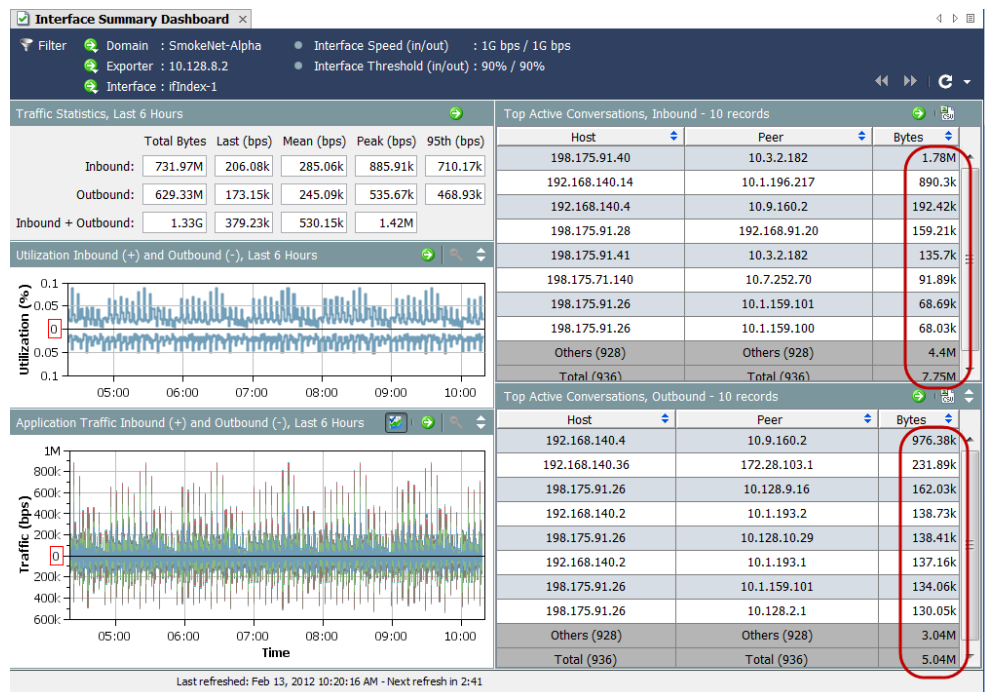 Interface Summary Dashboard ×
Filter Domain : SmokeNet-Alpha Interface Speed (in/out) : 1G bps / 1G bps
Exporter : 10.128.8.2 Interface Threshold (in/out) : 90% / 90%
Interface : ifIndex-1
Traffic Statistics, Last 6 Hours
Total Bytes Last (bps) Mean (bps) Peak (bps) 95th (bps)
Inbound: 731.97M 206.08k 285.06k 885.91k 710.17k
Outbound: 629.33M 173.15k 245.09k 535.67k 468.93k
Inbound + Outbound: 1.33G 379.23k 530.15k 1.42M
Utilization Inbound (+) and Outbound (-), Last 6 Hours
Utilization (%)
0.1
0.05
0
0.05
0.1
05:00 06:00 07:00 08:00 09:00 10:00
Application Traffic Inbound (+) and Outbound (-), Last 6 Hours
Traffic (bps)
1M
800k
600k
400k
200k
0
200k
400k
600k
05:00 06:00 07:00 08:00 09:00 10:00
Time
Top Active Conversations, Inbound - 10 records CSV
Host Peer Bytes
198.175.91.40 10.3.2.182 1.78M
192.168.140.14 10.1.196.217 890.3k
192.168.140.4 10.9.160.2 192.42k
198.175.91.28 192.168.91.20 159.21k
198.175.91.41 10.3.2.182 135.7k
198.175.71.140 10.7.252.70 91.89k
198.175.91.26 10.1.159.101 68.69k
198.175.91.26 10.1.159.100 68.03k
Others (928) Others (928) 4.4M
Total (936) Total (936) 7.75M
Top Active Conversations, Outbound - 10 records CSV
Host Peer Bytes
192.168.140.4 10.9.160.2 976.38k
192.168.140.36 172.28.103.1 231.89k
198.175.91.26 10.128.9.16 162.03k
192.168.140.2 10.1.193.2 138.73k
198.175.91.26 10.128.10.29 138.41k
192.168.140.2 10.1.193.1 137.16k
198.175.91.26 10.1.159.101 134.06k
198.175.91.26 10.128.2.1 130.05k
Others (928) Others (928) 3.04M
Total (936) Total (936) 5.04M
Last refreshed: Feb 13, 2012 10:20:16 AM - Next refresh in 2:41